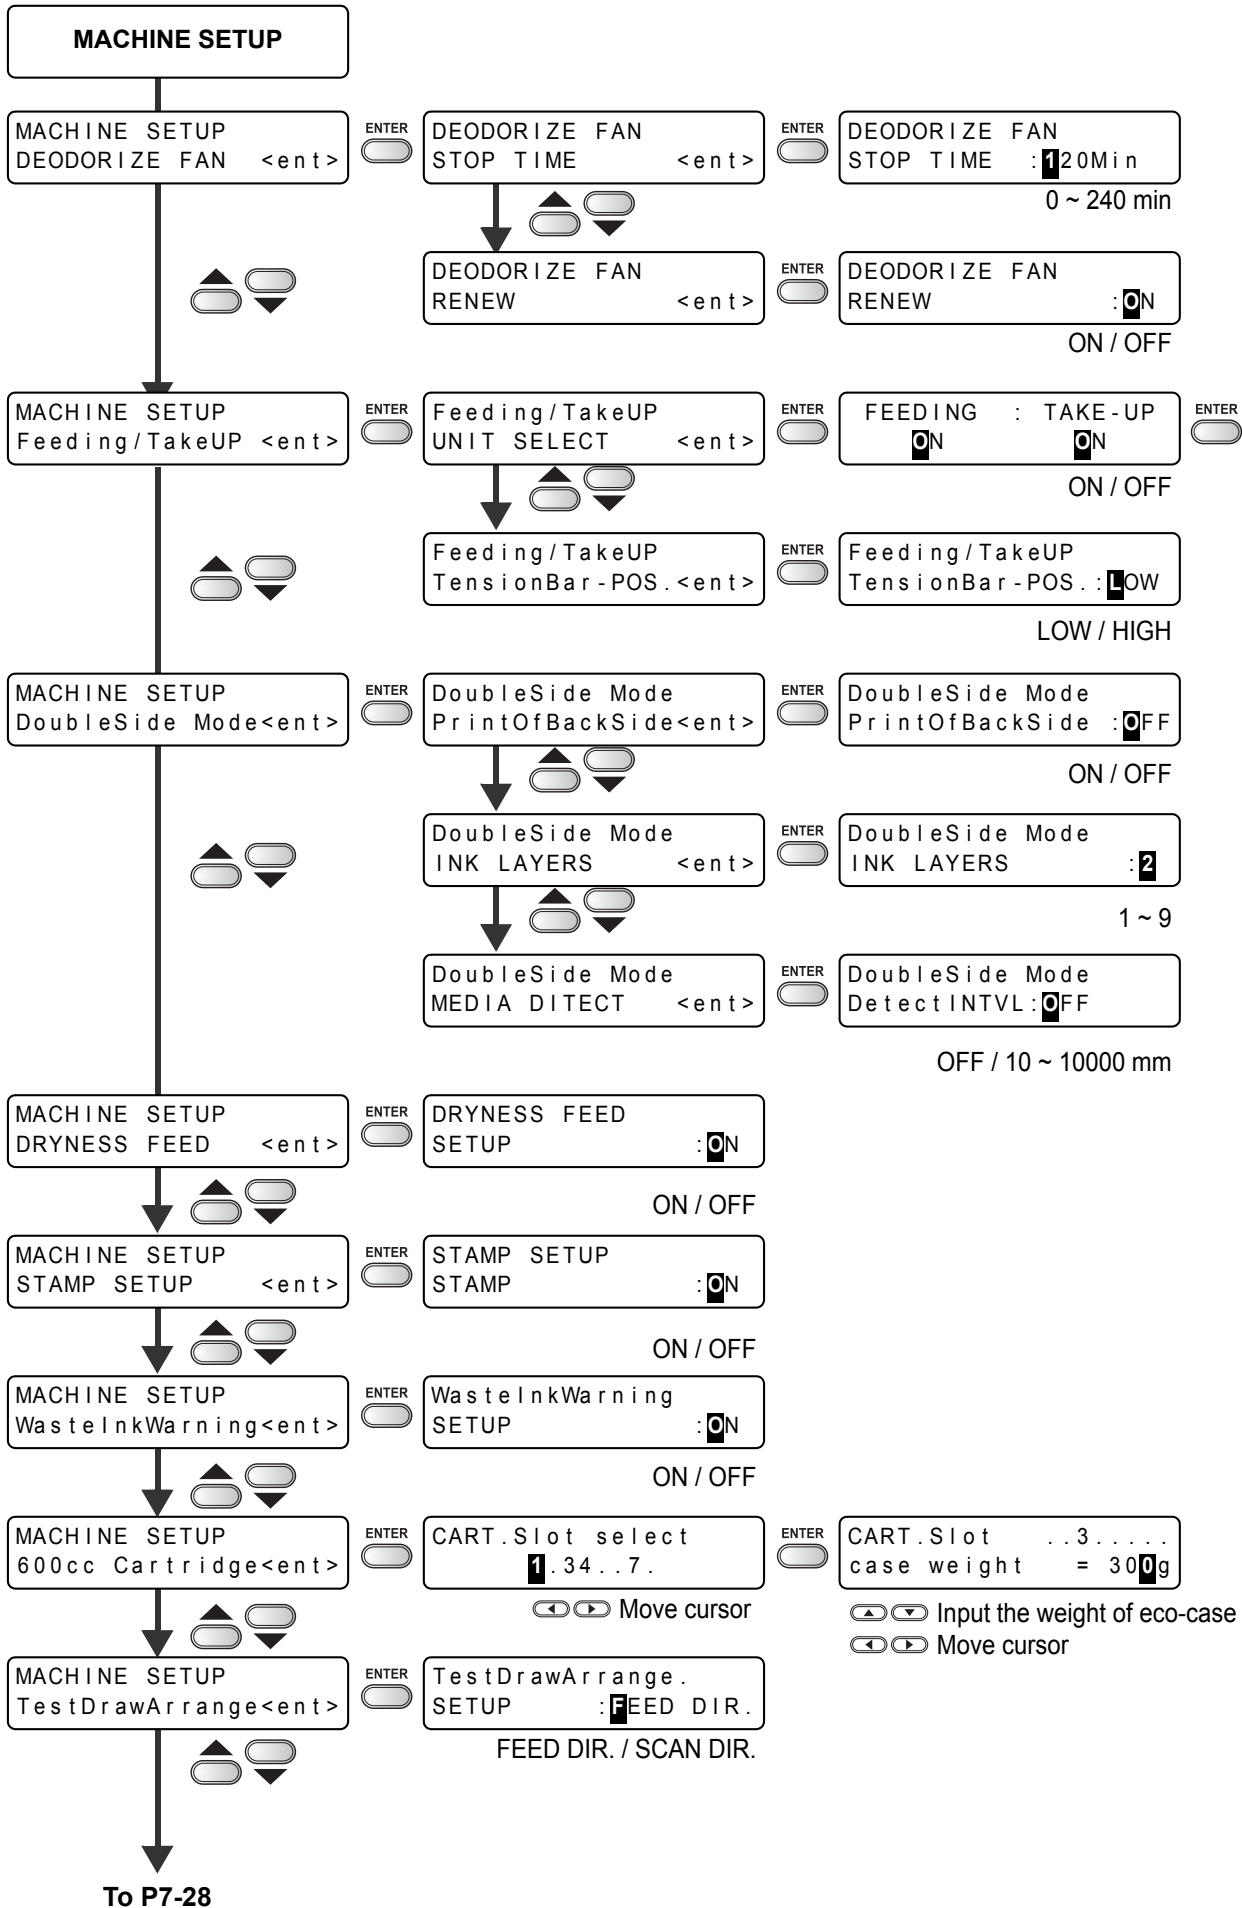 MACHINE SETUP
MACHINE SETUP
DEODORIZE FAN <ent>
ENTER
DEODORIZE FAN
STOP TIME <ent>
ENTER
DEODORIZE FAN
STOP TIME :120Min
0 ~ 240 min
DEODORIZE FAN
RENEW <ent>
ENTER
DEODORIZE FAN
RENEW :ON
ON / OFF
MACHINE SETUP
Feeding/TakeUP <ent>
ENTER
Feeding/TakeUP
UNIT SELECT <ent>
ENTER
FEEDING : TAKE-UP
ON ON
ENTER
ON / OFF
Feeding/TakeUP
TensionBar-POS.<ent>
ENTER
Feeding/TakeUP
TensionBar-POS.:LOW
LOW / HIGH
MACHINE SETUP
DoubleSide Mode<ent>
ENTER
DoubleSide Mode
PrintOfBackSide<ent>
ENTER
DoubleSide Mode
PrintOfBackSide :OFF
ON / OFF
DoubleSide Mode
INK LAYERS <ent>
ENTER
DoubleSide Mode
INK LAYERS :2
1 ~ 9
DoubleSide Mode
MEDIA DITECT <ent>
ENTER
DoubleSide Mode
DetectINTVL:OFF
OFF / 10 ~ 10000 mm
MACHINE SETUP
DRYNESS FEED <ent>
ENTER
DRYNESS FEED
SETUP :ON
ON / OFF
MACHINE SETUP
STAMP SETUP <ent>
ENTER
STAMP SETUP
STAMP :ON
ON / OFF
MACHINE SETUP
WasteInkWarning<ent>
ENTER
WasteInkWarning
SETUP :ON
ON / OFF
MACHINE SETUP
600cc Cartridge<ent>
ENTER
CART.Slot select
1.34..7.
Move cursor
ENTER
CART.Slot ..3.....
case weight = 300g
Input the weight of eco-case
Move cursor
MACHINE SETUP
TestDrawArrange<ent>
ENTER
TestDrawArrange.
SETUP :FEED DIR.
FEED DIR. / SCAN DIR.
To P7-28